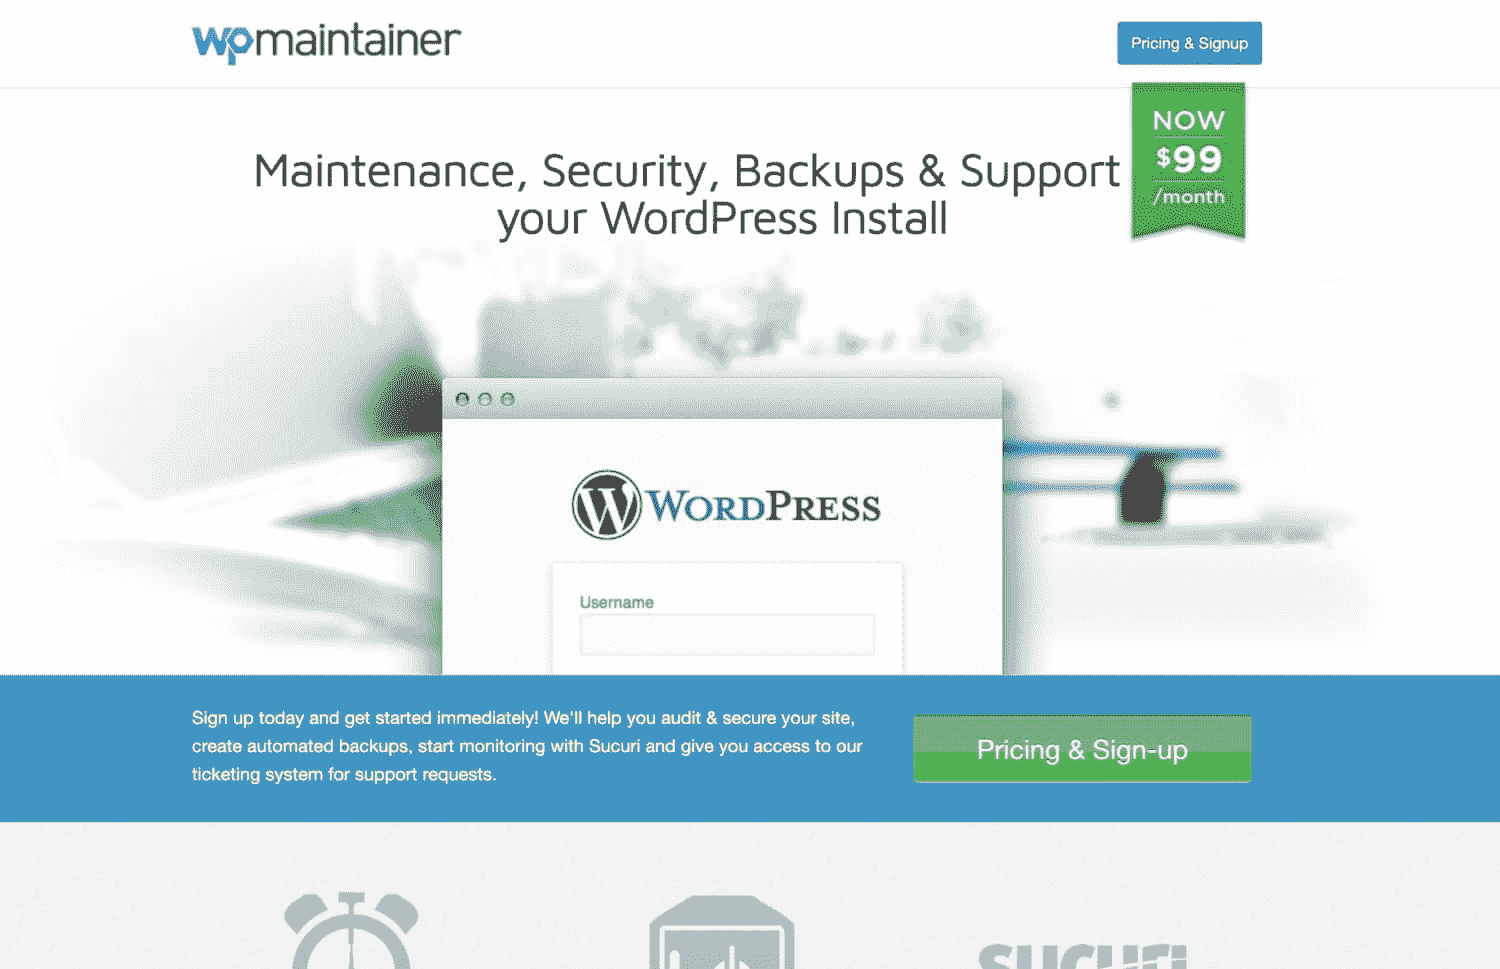 wpmaintainer
Pricing & Signup
NOW
$99
/month
Maintenance, Security, Backups & Support
your WordPress Install
WORDPRESS
Username
Sign up today and get started immediately! We'll help you audit & secure your site,
create automated backups, start monitoring with Sucuri and give you access to our
ticketing system for support requests.
Pricing & Sign-up
sucuri